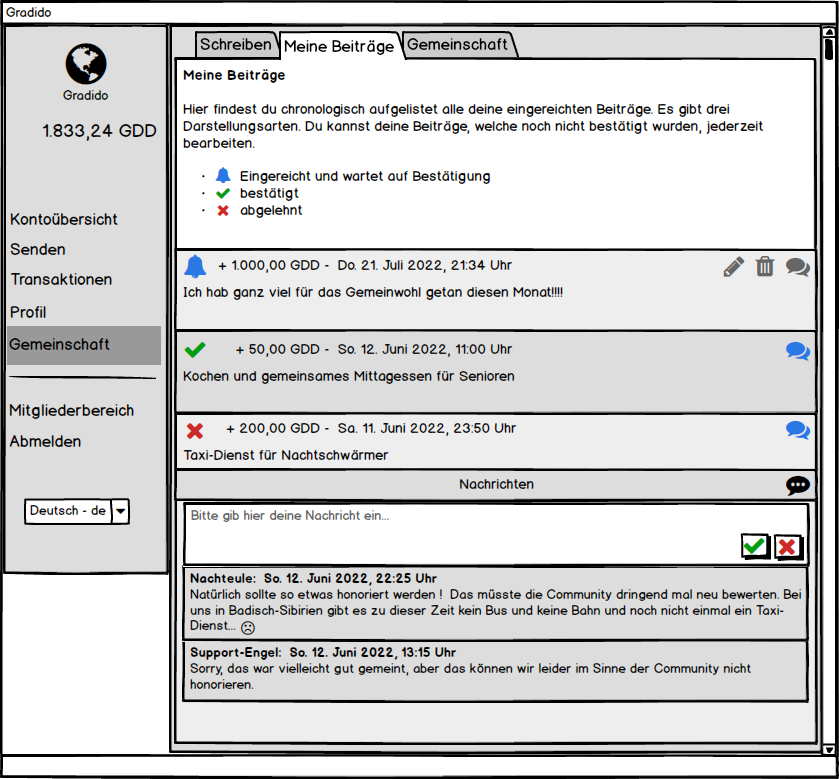 Gradido
Gradido
1.833,24 GDD
Kontoübersicht
Senden
Transaktionen
Profil
Gemeinschaft
Mitgliederbereich
Abmelden
Deutsch - de
Schreiben
Meine Beiträge
Gemeinschaft
Meine Beiträge
Hier findest du chronologisch aufgelistet alle deine eingereichten Beiträge. Es gibt drei
Darstellungsarten. Du kannst deine Beiträge, welche noch nicht bestätigt wurden, jederzeit
bearbeiten.
· Eingereicht und wartet auf Bestätigung
· bestätigt
· abgelehnt
+ 1.000,00 GDD - Do. 21. Juli 2022, 21:34 Uhr
Ich hab ganz viel für das Gemeinwohl getan diesen Monat!!!!
+ 50,00 GDD - So. 12. Juni 2022, 11:00 Uhr
Kochen und gemeinsames Mittagessen für Senioren
+ 200,00 GDD - Sa. 11. Juni 2022, 23:50 Uhr
Taxi-Dienst für Nachtschwärmer
Nachrichten
Bitte gib hier deine Nachricht ein...
Nachteule: So. 12. Juni 2022, 22:25 Uhr
Natürlich sollte so etwas honoriert werden ! Das müsste die Community dringend mal neu bewerten. Bei
uns in Badisch-Sibirien gibt es zu dieser Zeit kein Bus und keine Bahn und noch nicht einmal ein Taxi-
Dienst... ☹
Support-Engel: So. 12. Juni 2022, 13:15 Uhr
Sorry, das war vielleicht gut gemeint, aber das können wir leider im Sinne der Community nicht
honorieren.